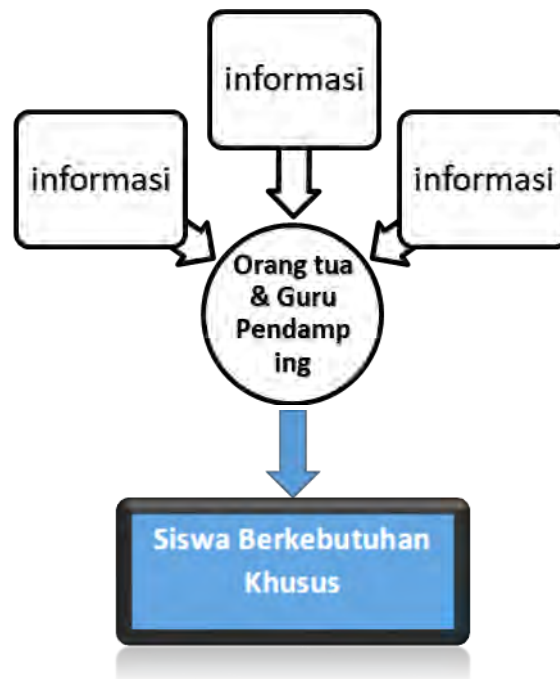 informasi
informasi
informasi
Orang tua
& Guru
Pendamp
ing
Siswa Berkebutuhan
Khusus